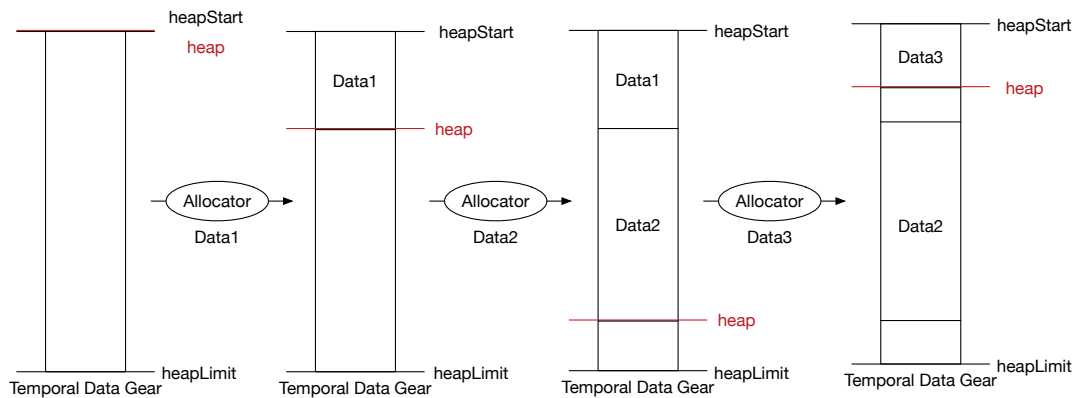 heapStart
heap
heapLimit
Temporal Data Gear
Allocator
Data1
heapStart
Data1
heap
Temporal Data Gear
Allocator
Data2
heapStart
Data1
Data2
heap
heapLimit
Temporal Data Gear
Allocator
Data3
heapStart
Data3
heap
Data2
heapLimit
Temporal Data Gear